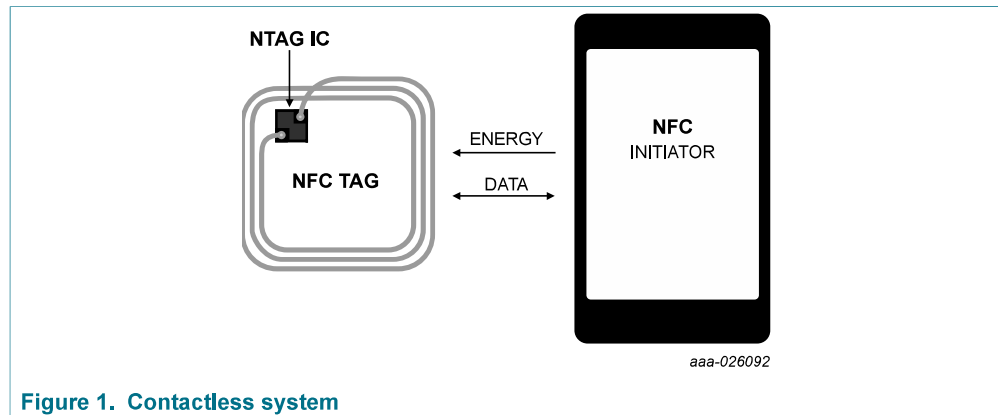 NTAG IC
NFC TAG
ENERGY
DATA
NFC
INITIATOR
aaa-026092
Figure 1. Contactless system